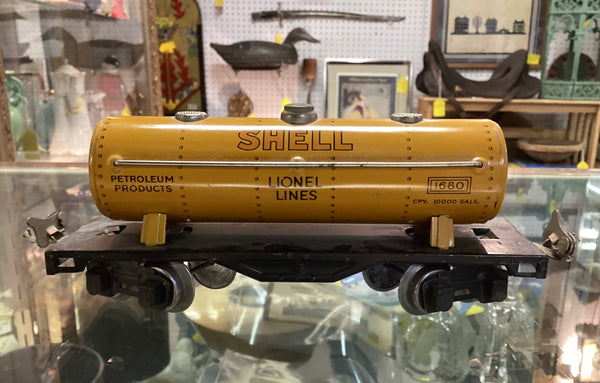 SHELL
PETROLEUM
PRODUCTS
LIONEL
LINES
1680
CPY. 10000 GALS.